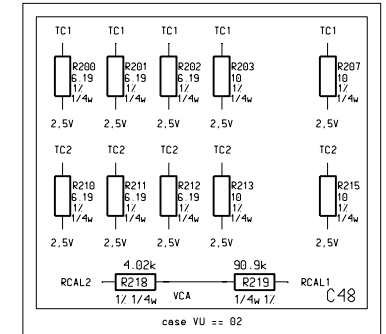 TC1 TC1 TC1 TC1 TC1
R200 R201 R202 R203 R207
6.19 6.19 6.19 10 10
1% 1% 1% 1% 1%
1/4w 1/4w 1/4w 1/4w 1/4w
2,5V 2,5V 2,5V 2,5V 2,5V
TC2 TC2 TC2 TC2 TC2
R210 R211 R212 R213 R215
6.19 6.19 6.19 10 10
1% 1% 1% 1% 1%
1/4w 1/4w 1/4w 1/4w 1/4w
2,5V 2,5V 2,5V 2,5V 2,5V
4.02k 90.9k
RCAL2 R218 R219 RCAL1
1% 1/4w VCA 1/4w 1% C48
case VU == 02